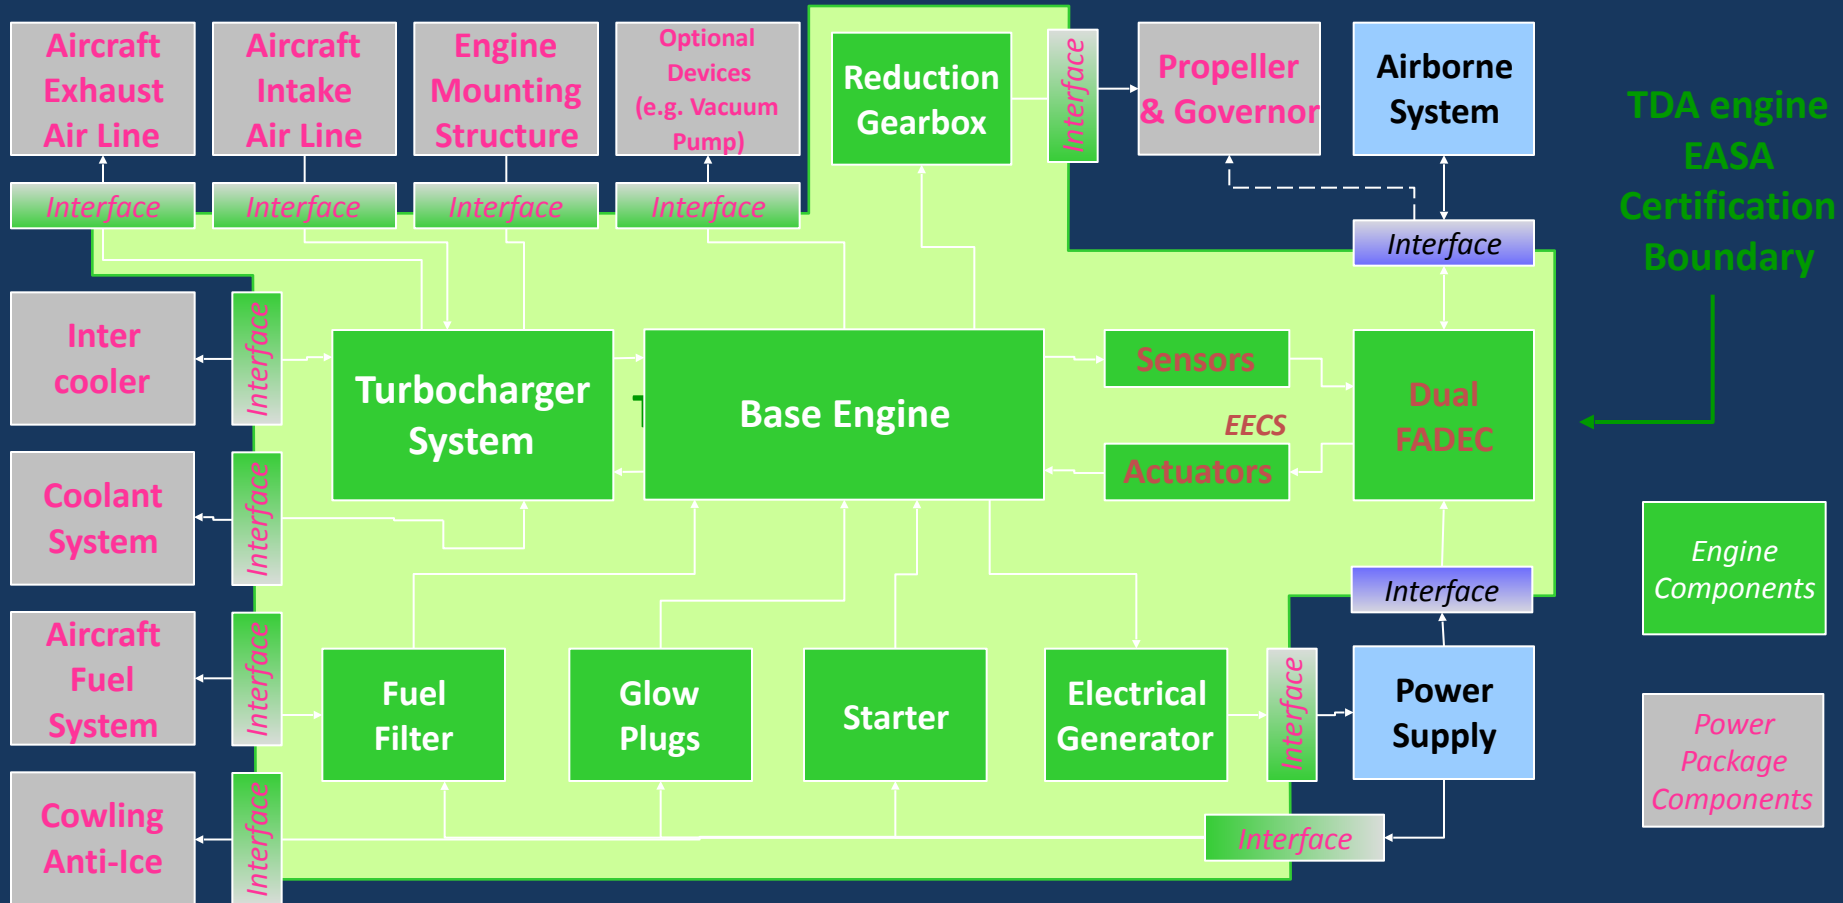 Aircraft
Exhaust
Air Line
Aircraft
Intake
Air Line
Engine
Mounting
Structure
Optional
Devices
(e.g. Vacuum
Pump)
Reduction
Gearbox
Interface
Propeller
& Governor
Airborne
System
TDA engine
EASA
Certification
Boundary
Interface
Interface
Interface
Interface
Interface
Inter
cooler
Interface
Turbocharger
System
Base Engine
Sensors
EECS
Actuators
Dual
FADEC
Coolant
System
Interface
Engine
Components
Interface
Aircraft
Fuel
System
Interface
Fuel
Filter
Glow
Plugs
Starter
Electrical
Generator
Interface
Power
Supply
Power
Package
Components
Cowling
Anti-Ice
Interface
Interface